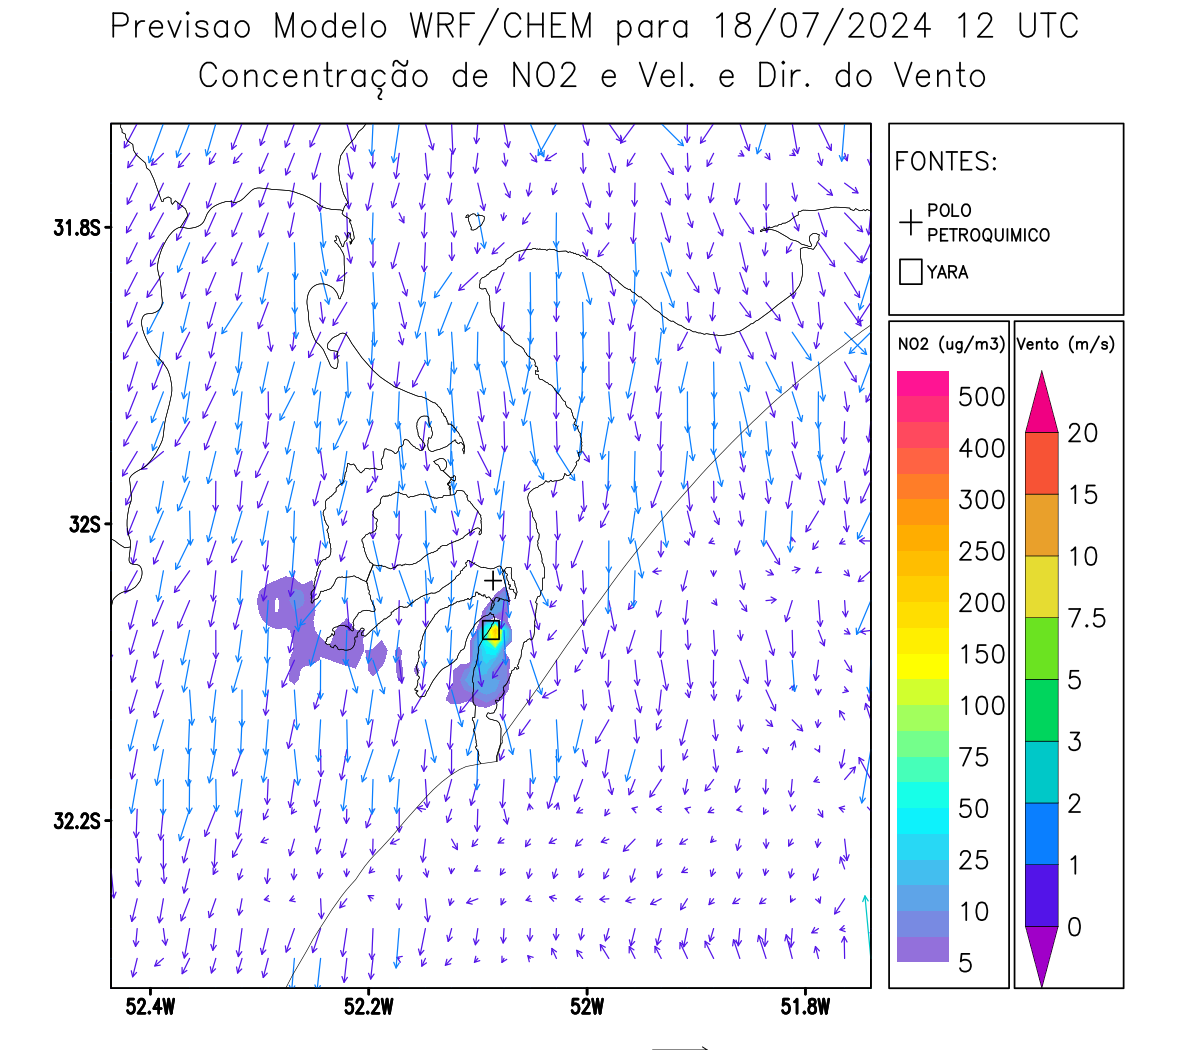 Previsao Modelo WRF/CHEM para 18/07/2024 12 UTC
Concentração de NO2 e Vel. e Dir. do Vento
FONTES:
POLO
PETROQUIMICO
YARA
31.8S
32S
32.2S
52.4W
52.2W
52W
51.8W
NO2 (ug/m3)
500
400
300
250
200
150
100
75
50
25
10
5
Vento (m/s)
20
15
10
7.5
5
3
2
1
0